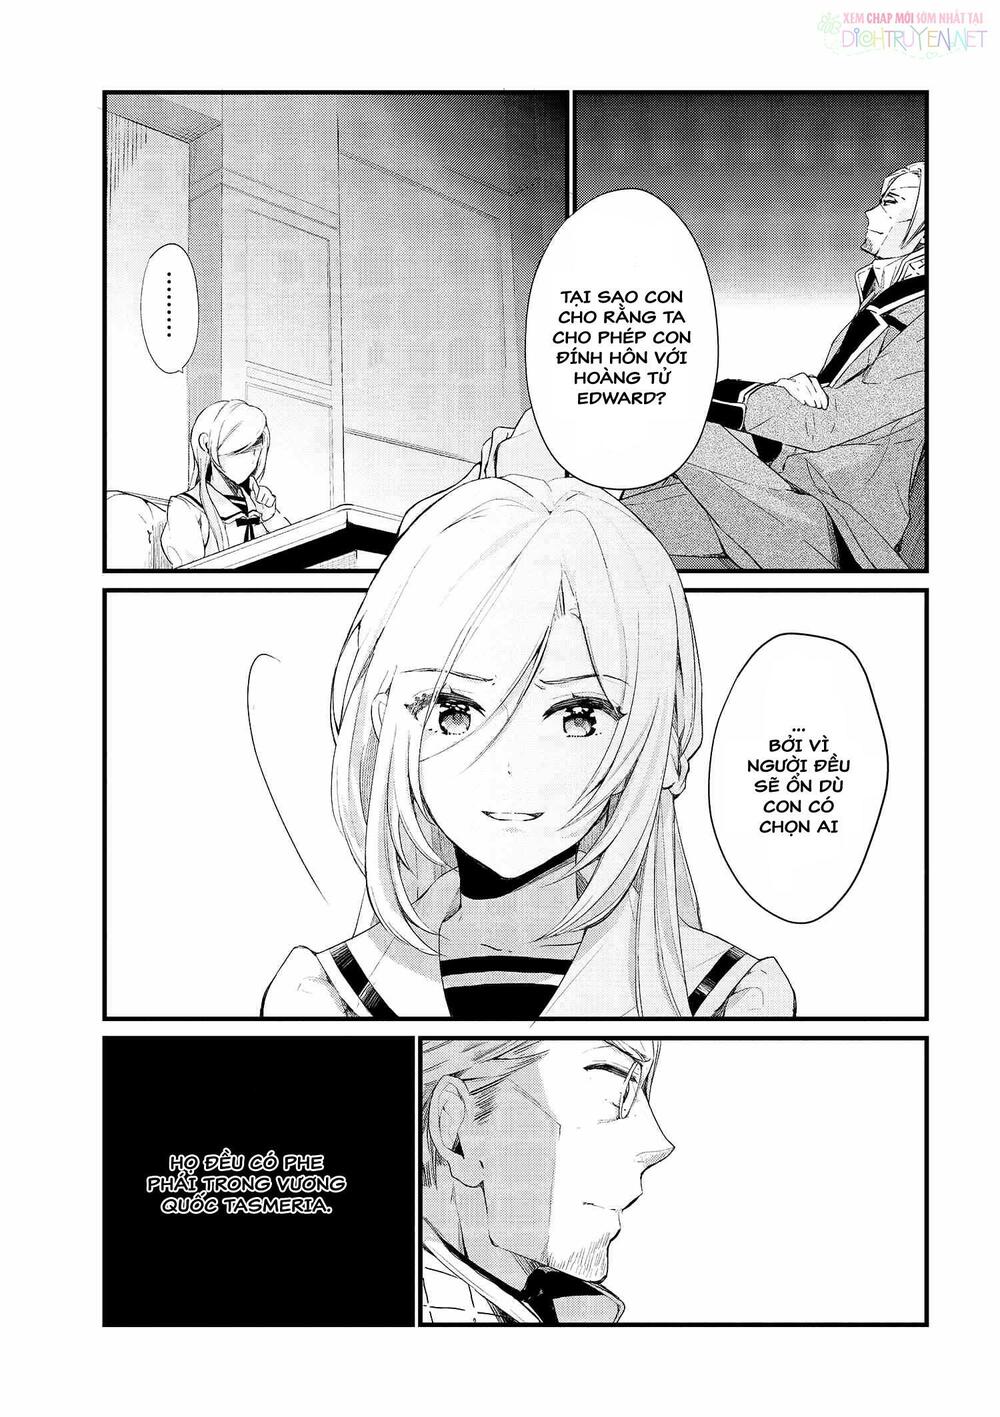 XEM CHAP MỚI SỚM NHẤT TẠI
DICHTRUYEN.NET
TẠI SAO CON
CHO RẰNG TA
CHO PHÉP CON
ĐÍNH HÔN VỚI
HOÀNG TỬ
EDWARD?
.........
...
BỞI VÌ
NGƯỜI ĐỀU
SẼ ỔN DÙ
CON CÓ
CHỌN AI
HỌ ĐỀU CÓ PHE
PHÁI TRONG VƯƠNG
QUỐC TASMERIA.